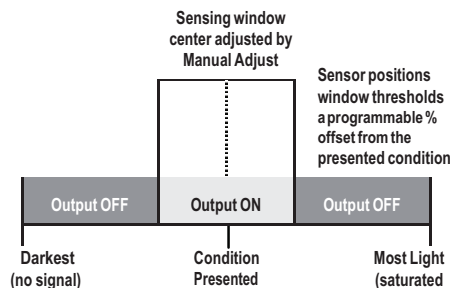 Sensing window
center adjusted by
Manual Adjust
Sensor positions
window thresholds
a programmable %
offset from the
presented condition
Output OFF
Output ON
Output OFF
Darkest
(no signal)
Condition
Presented
Most Light
(saturated